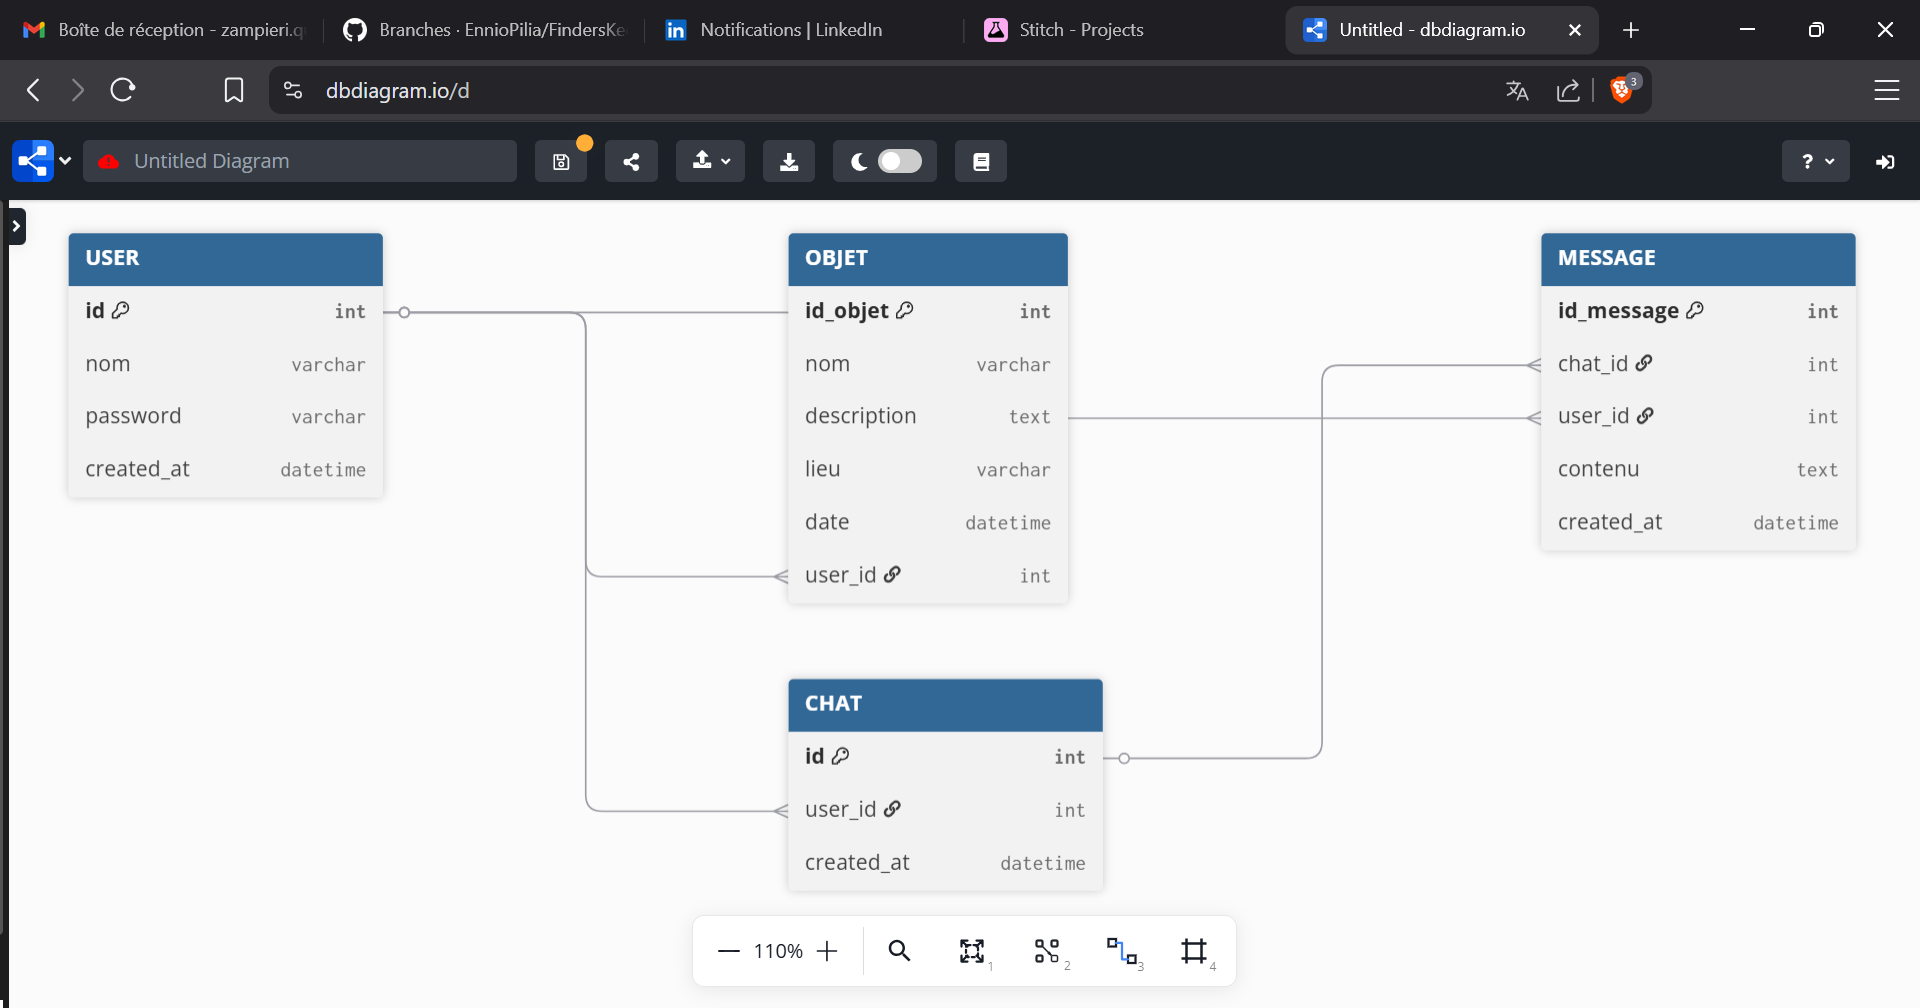 Boîte de réception - zampieri.q
Branches · EnnioPilia/FindersKe
Notifications | LinkedIn
Stitch - Projects
Untitled - dbdiagram.io
dbdiagram.io/d
3
Untitled Diagram
?
USER
id int
nom varchar
password varchar
created_at datetime
OBJET
id_objet int
nom varchar
description text
lieu varchar
date datetime
user_id int
MESSAGE
id_message int
chat_id int
user_id int
contenu text
created_at datetime
CHAT
id int
user_id int
created_at datetime
110%
1
2
3
4